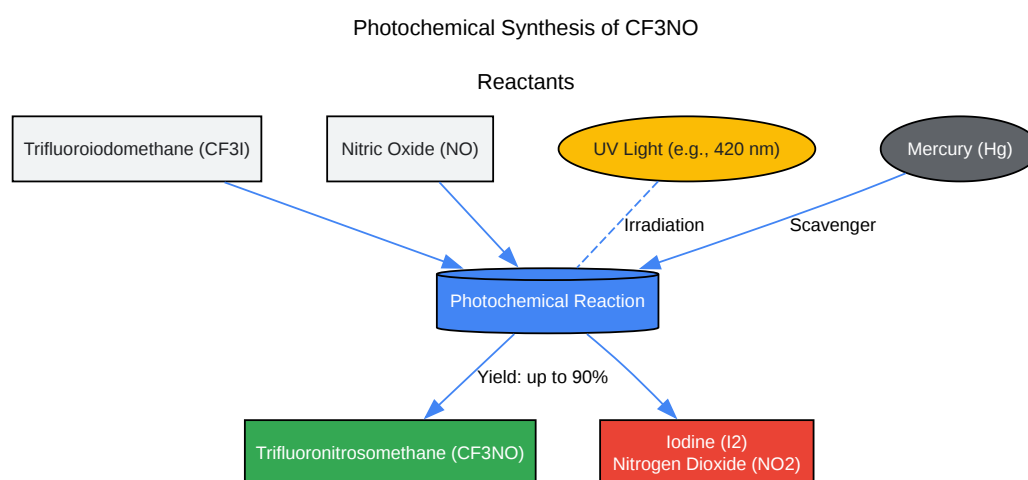 Photochemical Synthesis of CF3NO
Reactants
Trifluoroiodomethane (CF3I)
Nitric Oxide (NO)
UV Light (e.g., 420 nm)
Mercury (Hg)
Irradiation
Scavenger
Photochemical Reaction
Yield: up to 90%
Trifluoronitrosomethane (CF3NO)
Iodine (I2)
Nitrogen Dioxide (NO2)